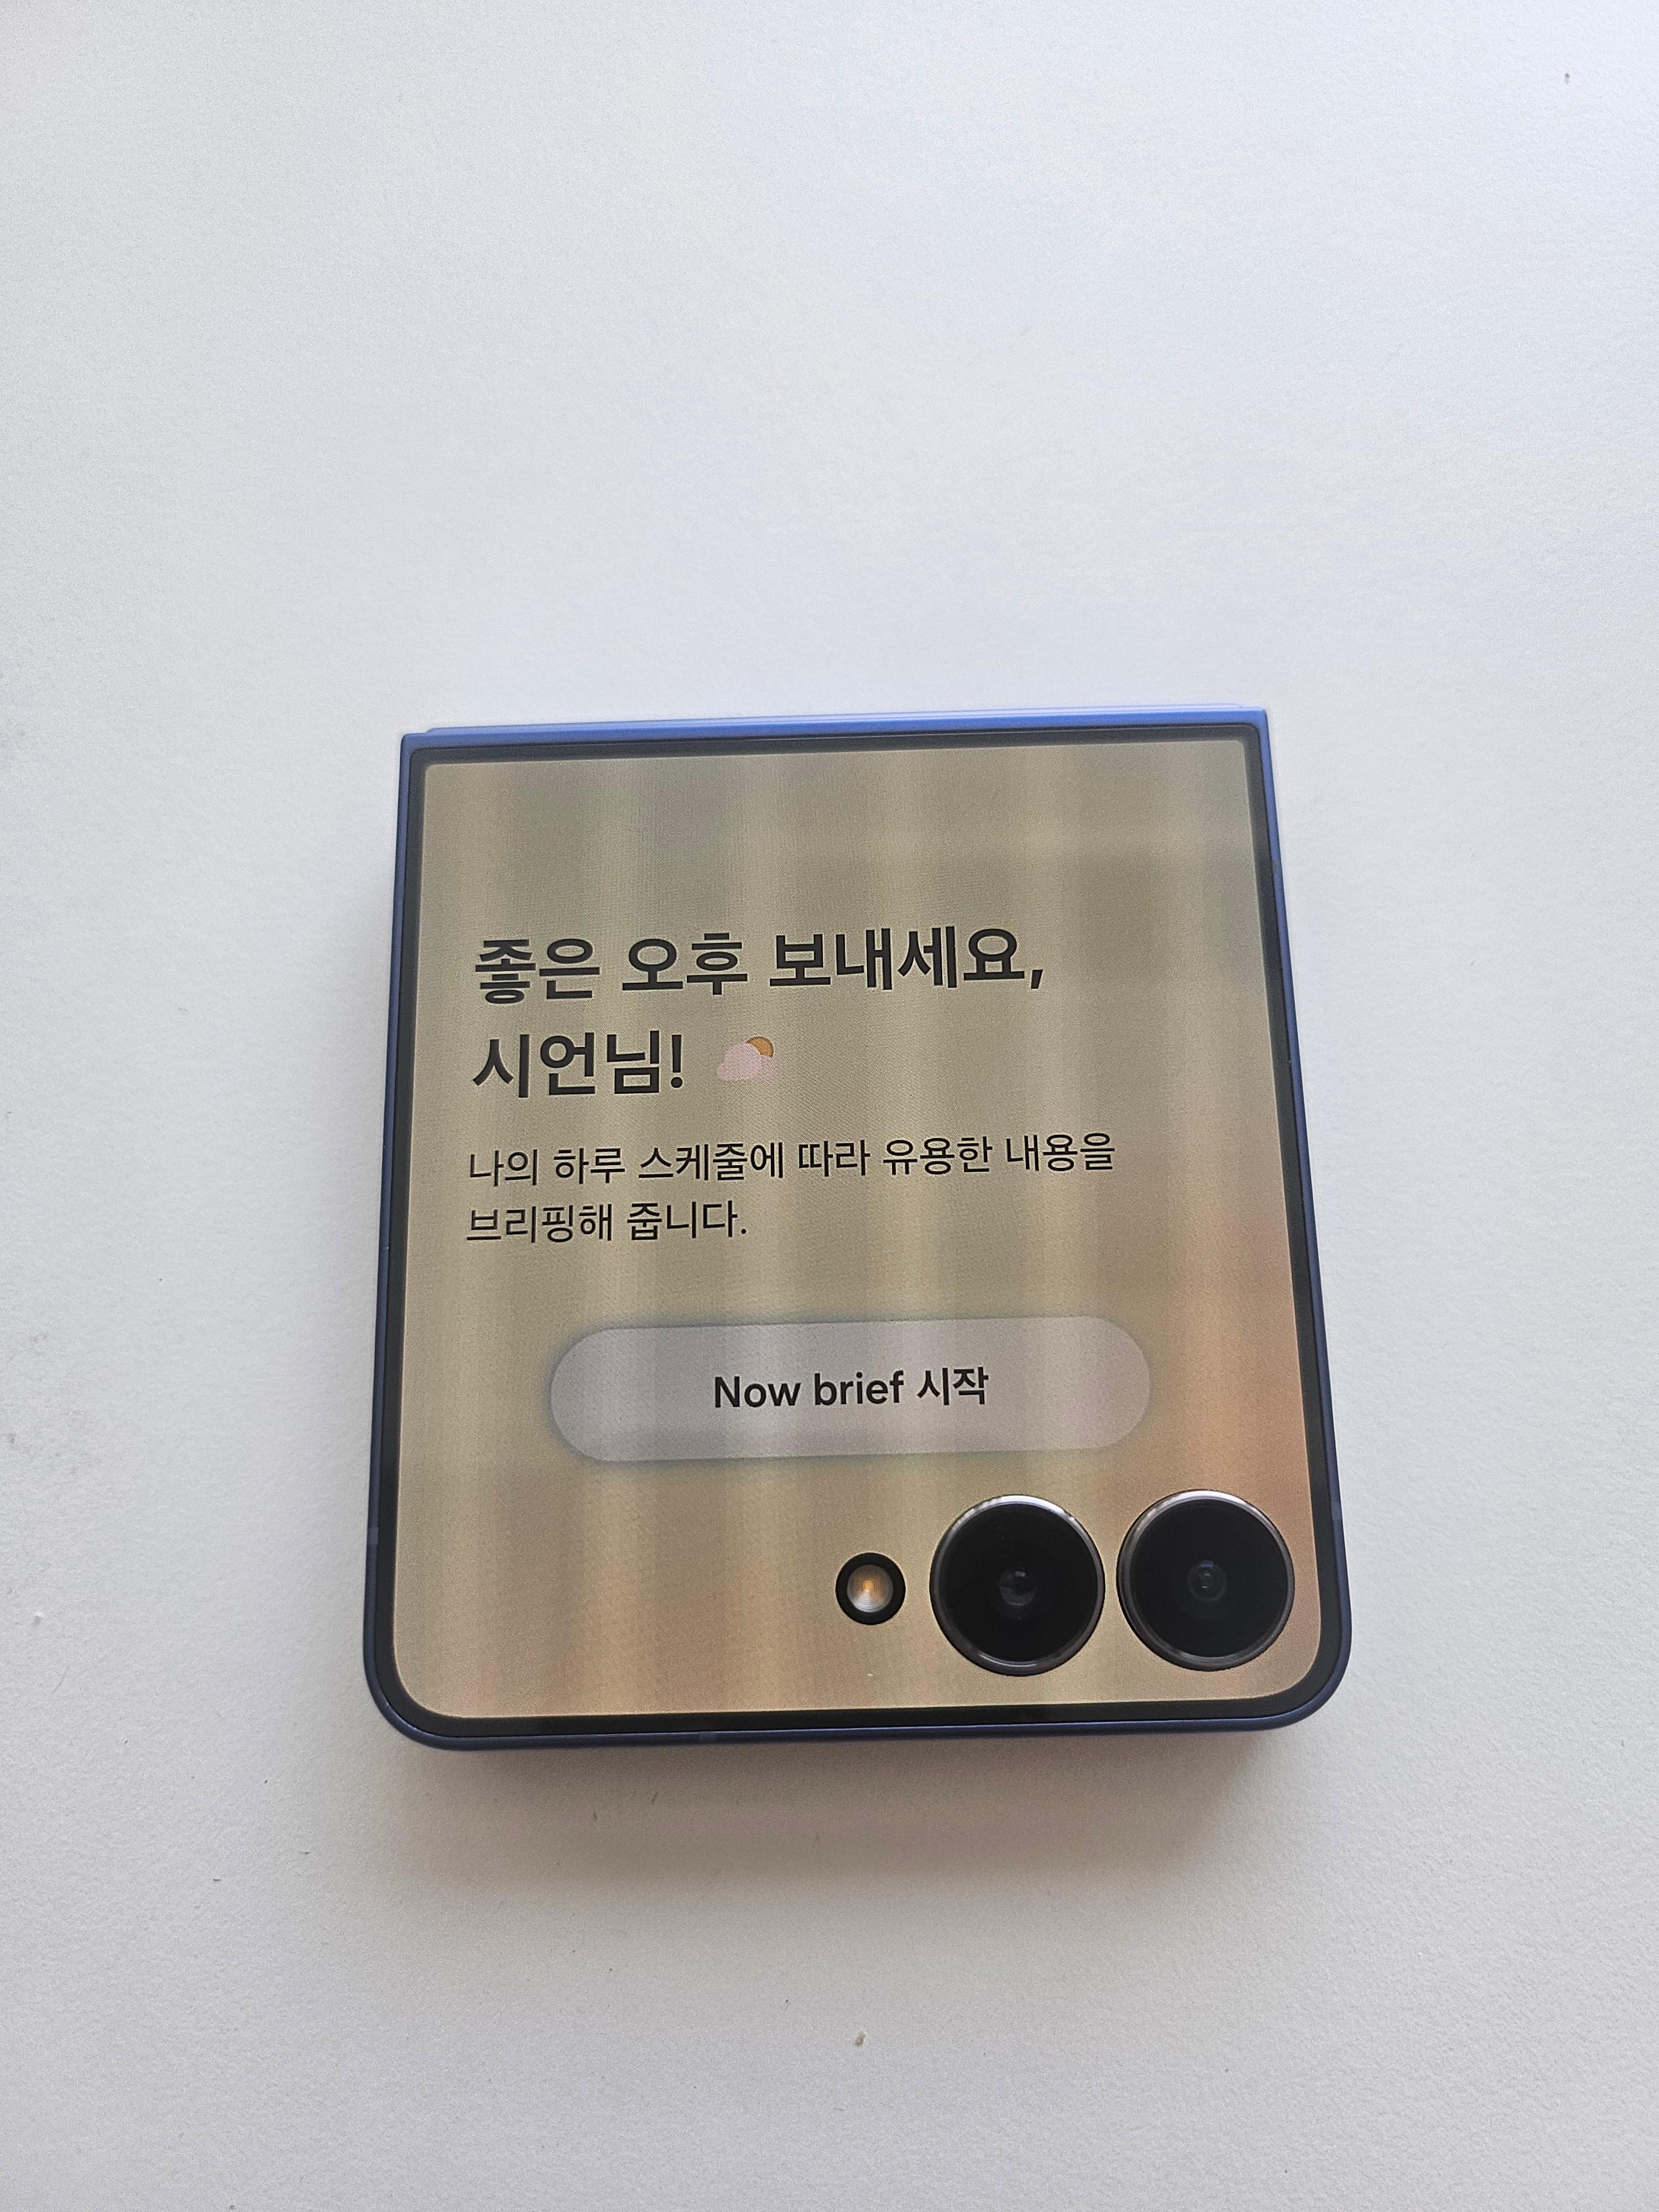 좋은 오후 보내세요,
시언님!
나의 하루 스케줄에 따라 유용한 내용을
브리핑해 줍니다.
Now brief 시작